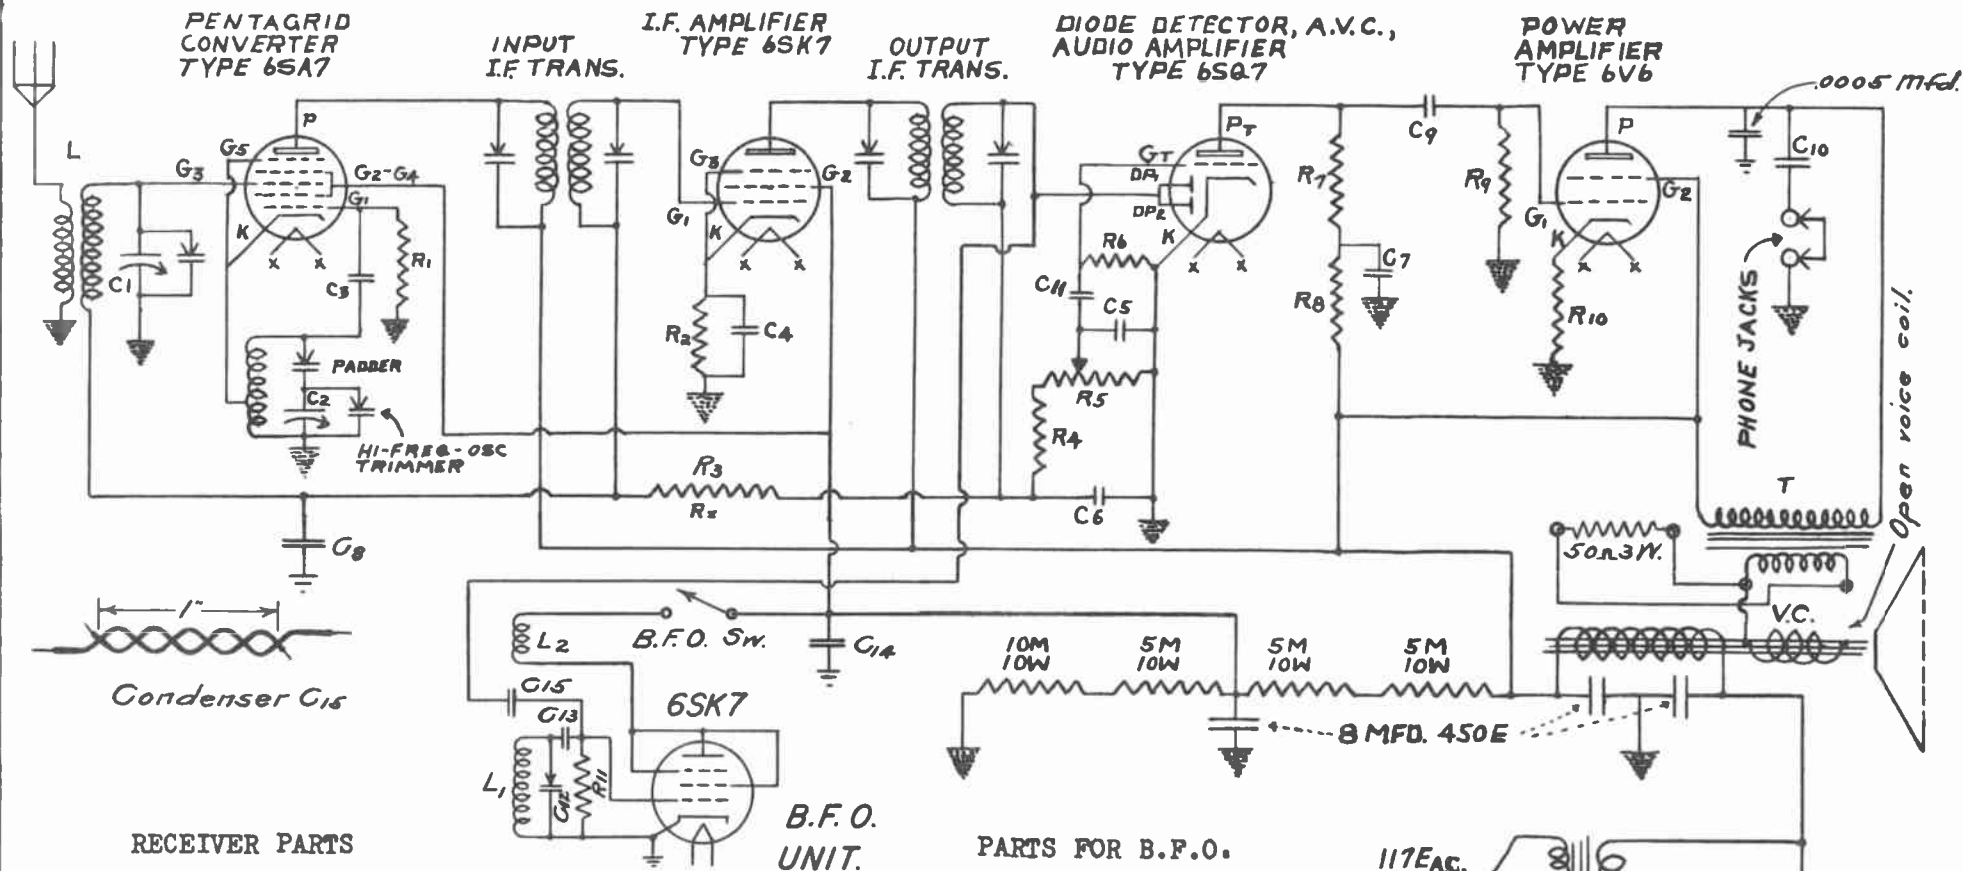 PENTAGRID
CONVERTER
TYPE 6SA7
INPUT
I.F. TRANS.
I.F. AMPLIFIER
TYPE 6SK7
OUTPUT
I.F. TRANS.
DIODE DETECTOR, A.V.C.,
AUDIO AMPLIFIER
TYPE 6SQ7
POWER
AMPLIFIER
TYPE 6V6
.0005 mfd.
L
P
G5
G3
G2-G4
G1
K
x x
C1
C3
R1
PADDER
C2
HI-FREQ-OSC
TRIMMER
G3
G2
G1
K
x x
R2
C4
PT
GT
DP1
DP2
K
x x
R6
C11
C5
R5
R4
C6
R7
R8
C7
C9
R9
P
G2
G1
K
x x
R10
C10
PHONE JACKS
Open voice coil.
T
50Ω3W.
V.C.
R3
Rx
C8
1"
Condenser C15
L2
B.F.O. SW.
C14
C15
C13
6SK7
L1
C12
R11
B.F.O.
UNIT.
10M
10W
5M
10W
5M
10W
5M
10W
8 MFD. 450E
RECEIVER PARTS
PARTS FOR B.F.O.
117E AC.